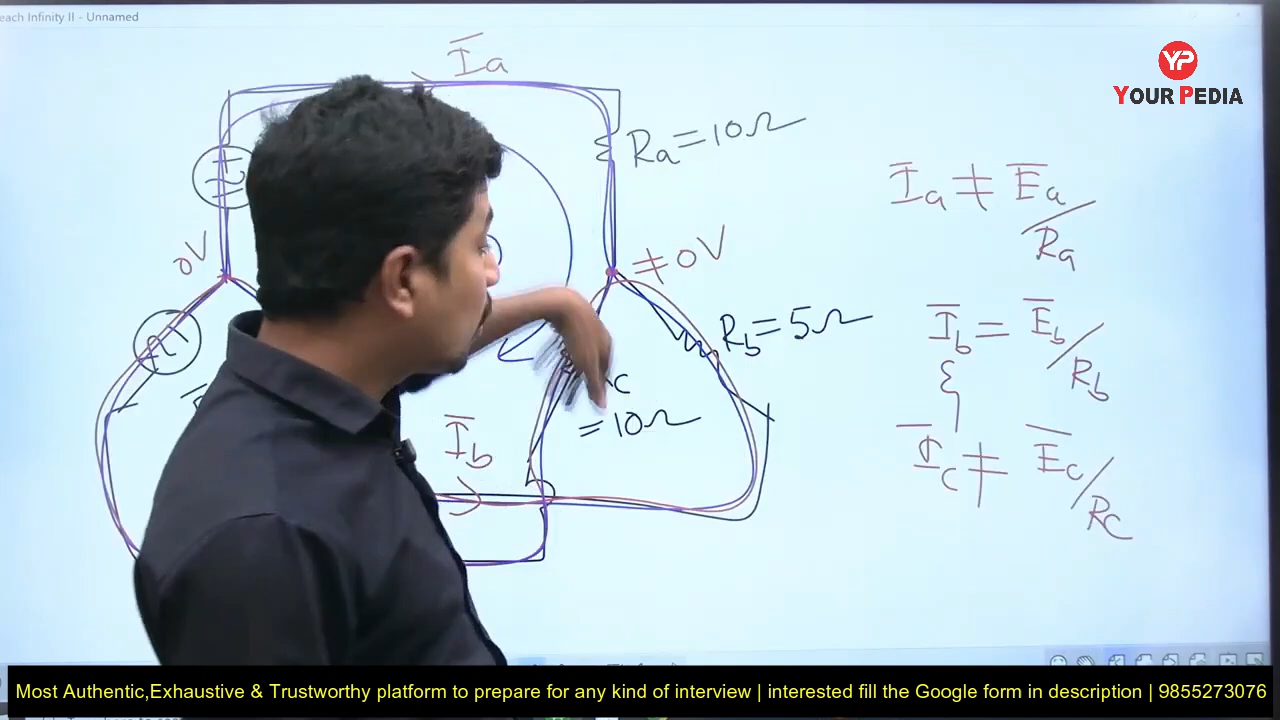 each Infinity II - Unnamed
Ia
YP
YOUR PEDIA
Ra=10Ω
0V
≠0V
Rb=5Ω
c
=10Ω
Ib
Ia ≠ Ea/Ra
Ib = Eb/Rb
&
Ic ≠ Ec/Rc
Most Authentic,Exhaustive & Trustworthy platform to prepare for any kind of interview | interested fill the Google form in description | 9855273076